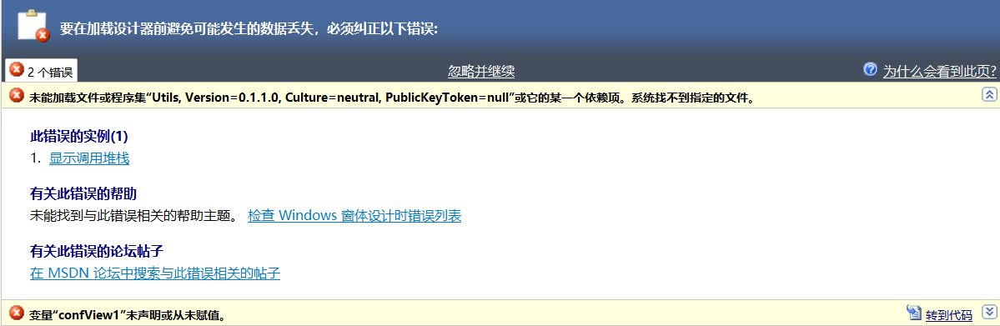 要在加载设计器前避免可能发生的数据丢失，必须纠正以下错误:
2 个错误 忽略并继续 为什么会看到此页?
未能加载文件或程序集“Utils, Version=0.1.1.0, Culture=neutral, PublicKeyToken=null”或它的某一个依赖项。系统找不到指定的文件。
此错误的实例(1)
1. 显示调用堆栈
有关此错误的帮助
未能找到与此错误相关的帮助主题。 检查 Windows 窗体设计时错误列表
有关此错误的论坛帖子
在 MSDN 论坛中搜索与此错误相关的帖子
变量“confView1”未声明或从未赋值。 转到代码